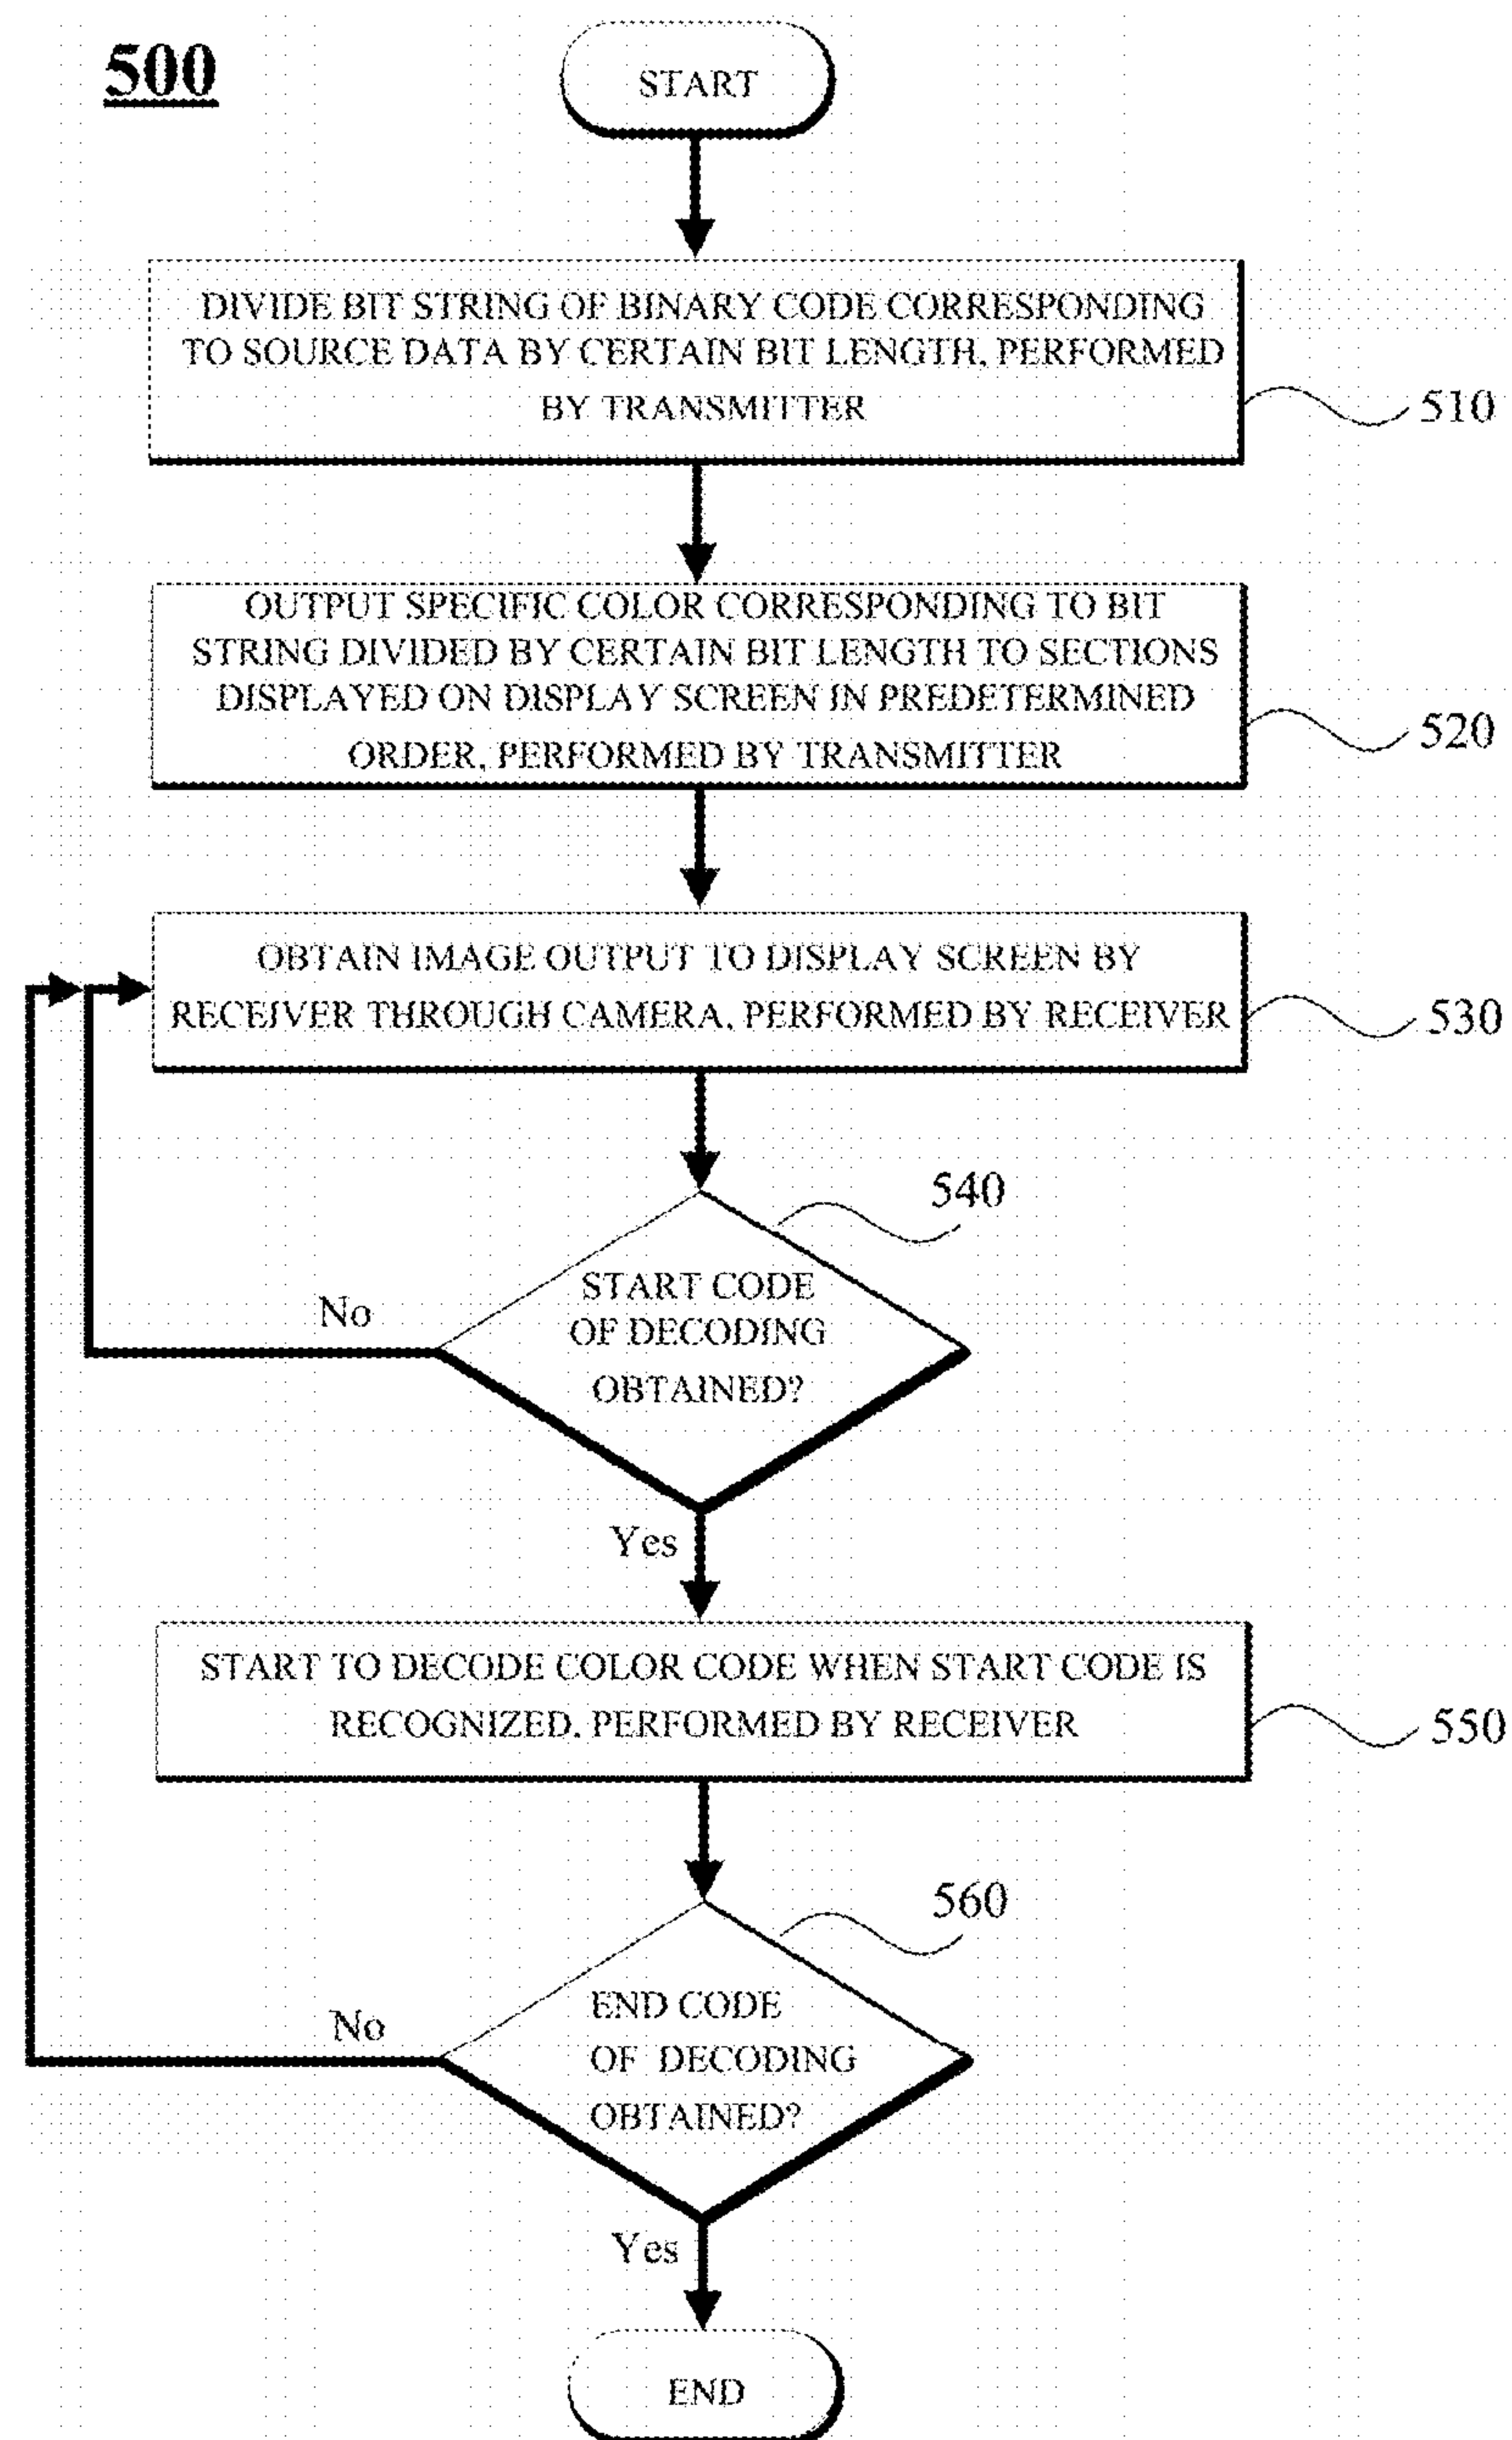 500
START
DIVIDE BIT STRING OF BINARY CODE CORRESPONDING
TO SOURCE DATA BY CERTAIN BIT LENGTH, PERFORMED
BY TRANSMITTER
510
OUTPUT SPECIFIC COLOR CORRESPONDING TO BIT
STRING DIVIDED BY CERTAIN BIT LENGTH TO SECTIONS
DISPLAYED ON DISPLAY SCREEN IN PREDETERMINED
ORDER, PERFORMED BY TRANSMITTER
520
OBTAIN IMAGE OUTPUT TO DISPLAY SCREEN BY
RECEIVER THROUGH CAMERA, PERFORMED BY RECEIVER
530
540
START CODE
OF DECODING
OBTAINED?
No
Yes
START TO DECODE COLOR CODE WHEN START CODE IS
RECOGNIZED, PERFORMED BY RECEIVER
550
560
END CODE
OF DECODING
OBTAINED?
No
Yes
END